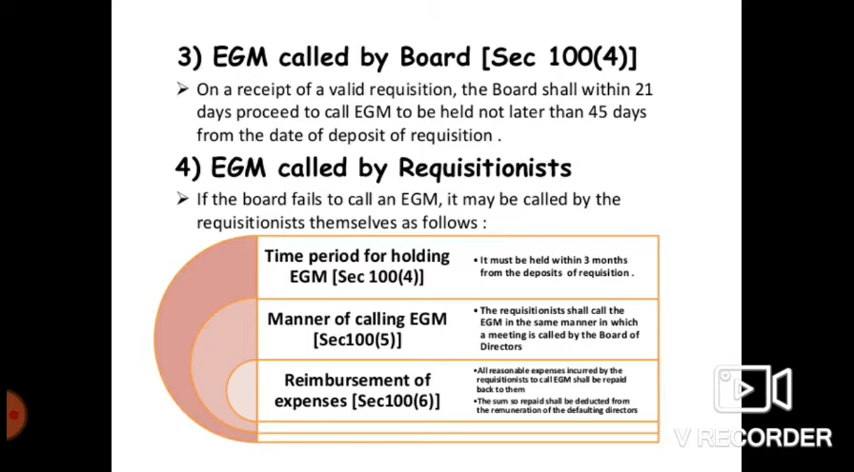 3) EGM called by Board [Sec 100(4)]
➤ On a receipt of a valid requisition, the Board shall within 21
days proceed to call EGM to be held not later than 45 days
from the date of deposit of requisition .
4) EGM called by Requisitionists
➤ If the board fails to call an EGM, it may be called by the
requisitionists themselves as follows :
Time period for holding
EGM [Sec 100(4)]
• It must be held within 3 months
from the deposits of requisition .
Manner of calling EGM
[Sec100(5)]
• The requisitionists shall call the
EGM in the same manner in which
a meeting is called by the Board of
Directors
Reimbursement of
expenses [Sec100(6)]
•All reasonable expenses incurred by the
requisitionists to call EGM shall be repaid
back to them
•The sum so repaid shall be deducted from
the remuneration of the defaulting directors
V RECORDER